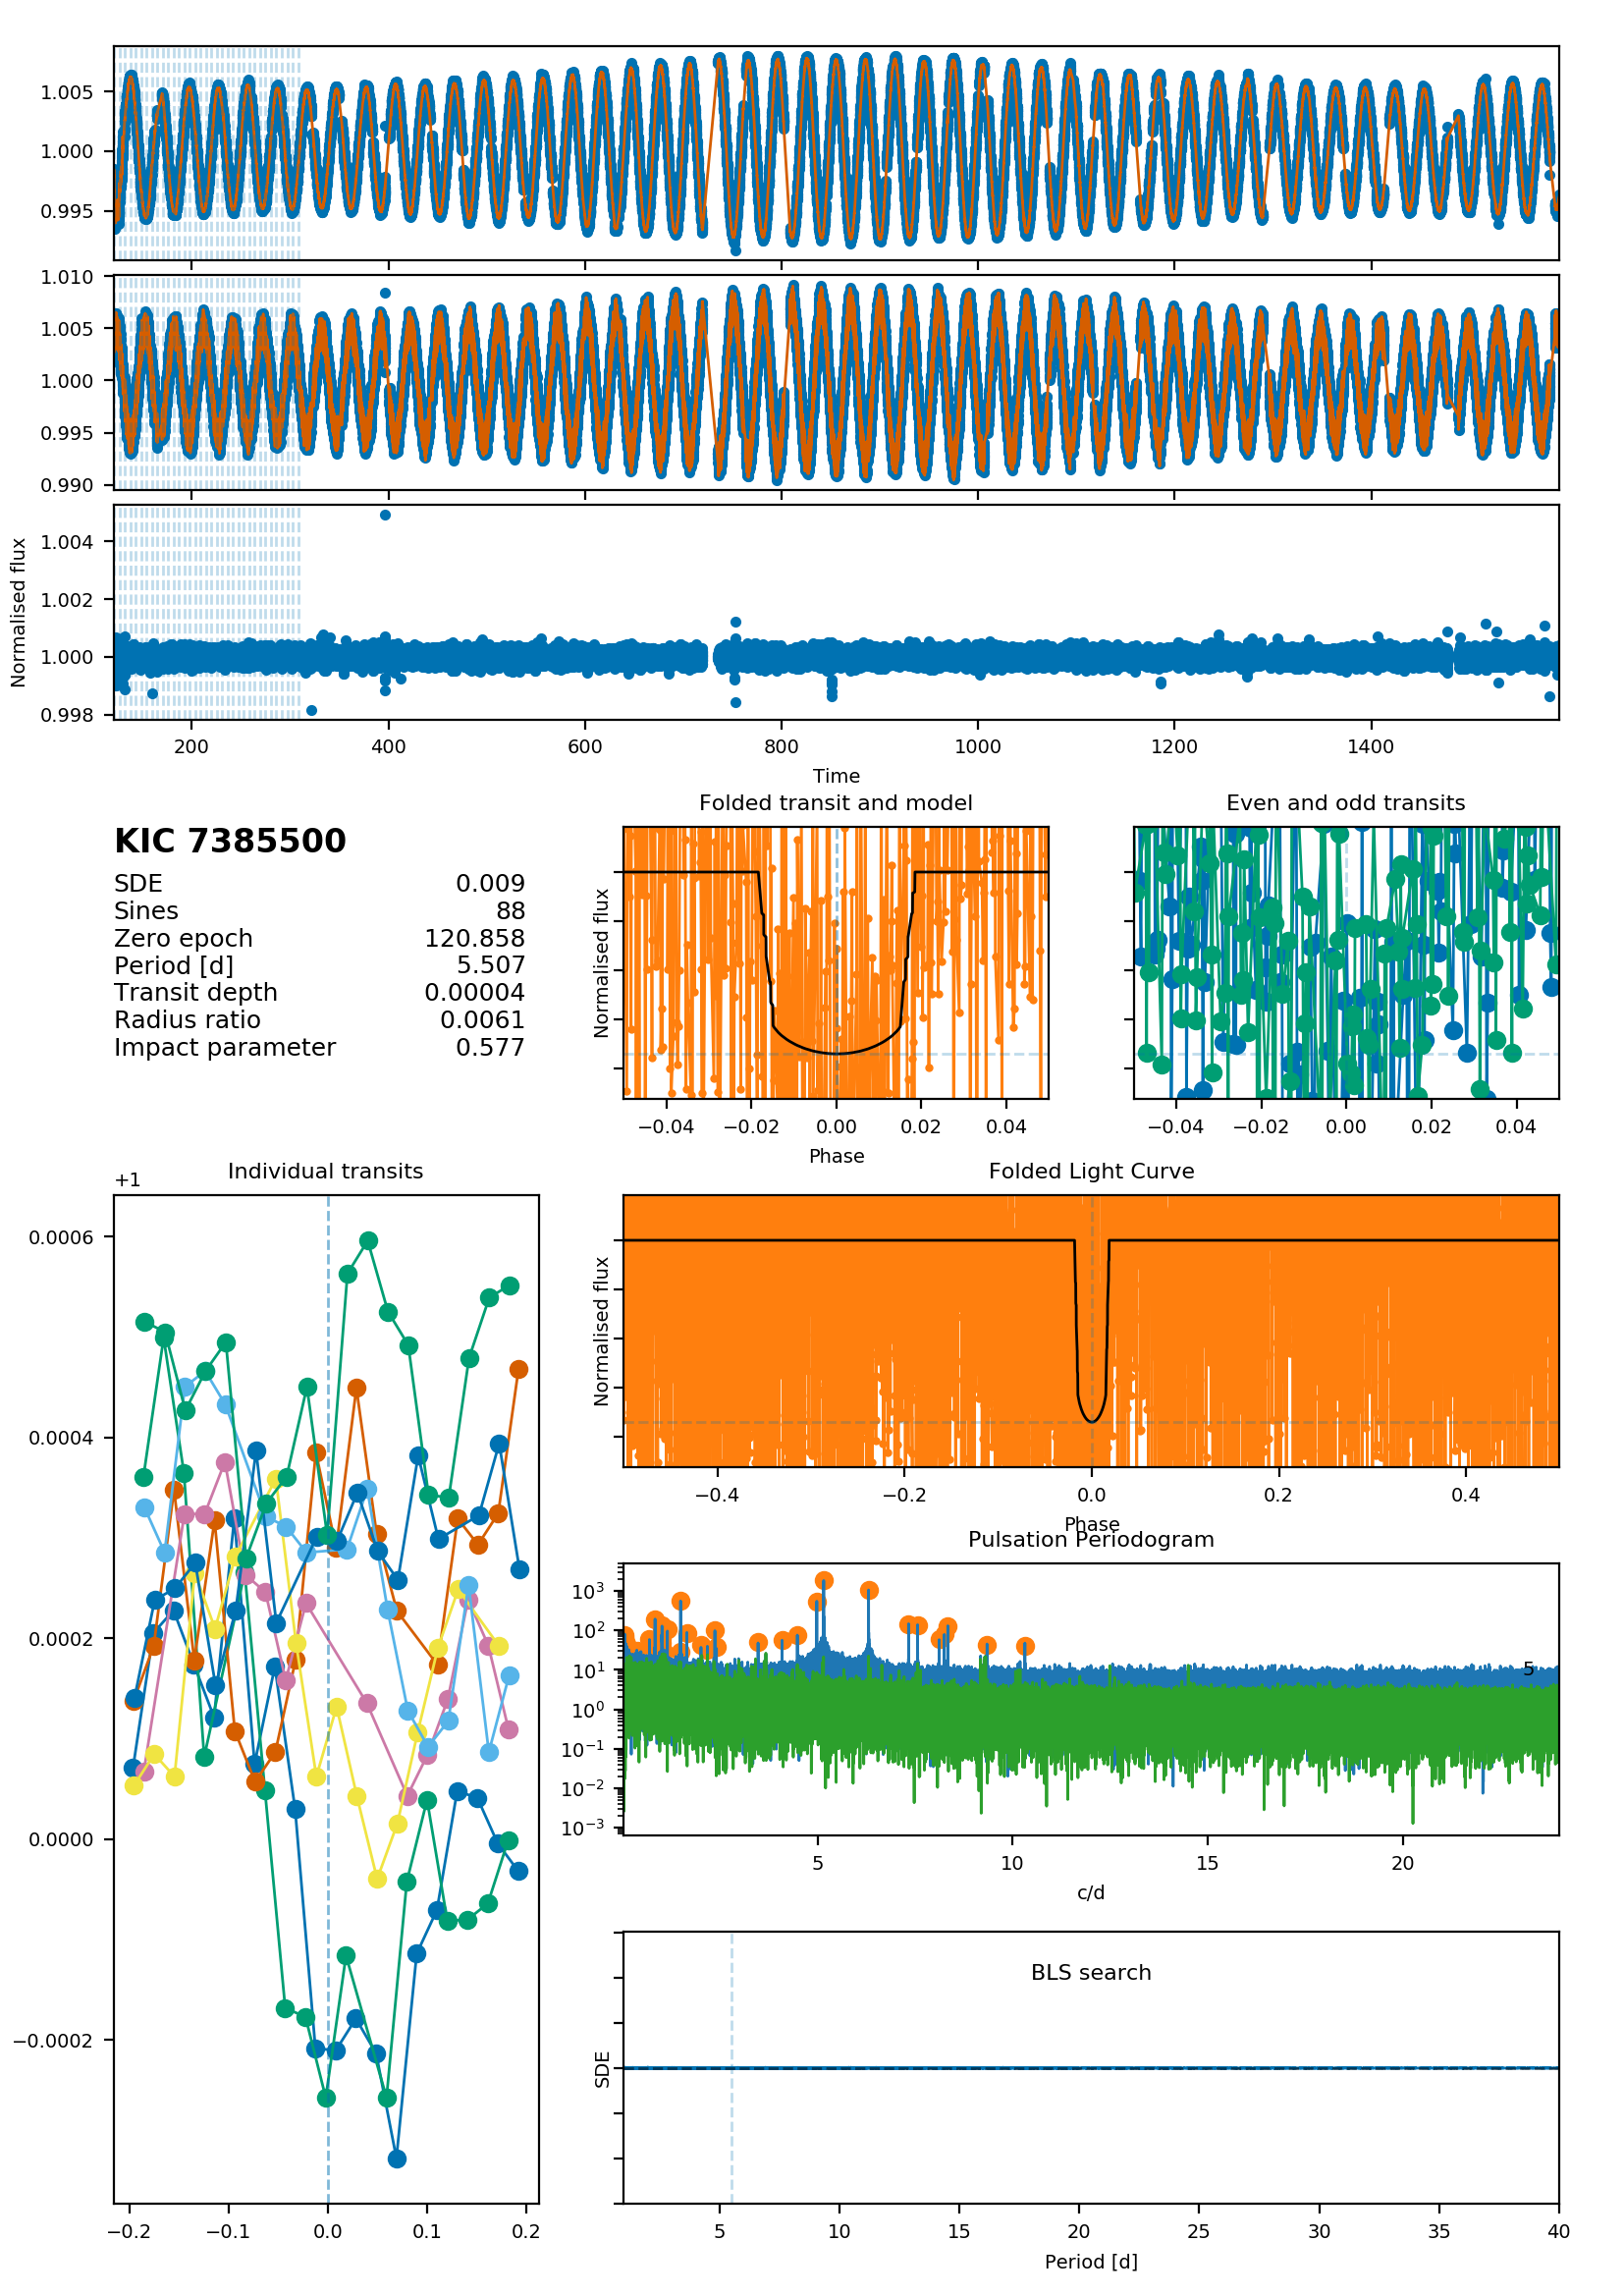 1.005
1.000
0.995
1.010
1.005
1.000
0.995
0.990
1.004
1.002
1.000
0.998
Normalised flux
200 400 600 800 1000 1200 1400
Time
KIC 7385500
SDE 0.009
Sines 88
Zero epoch 120.858
Period [d] 5.507
Transit depth 0.00004
Radius ratio 0.0061
Impact parameter 0.577
Folded transit and model
Normalised flux
−0.04 −0.02 0.00 0.02 0.04
Phase
Even and odd transits
−0.04 −0.02 0.00 0.02 0.04
Individual transits
+1
0.0006
0.0004
0.0002
0.0000
−0.0002
−0.2 −0.1 0.0 0.1 0.2
Folded Light Curve
Normalised flux
−0.4 −0.2 0.0 0.2 0.4
Phase
Pulsation Periodogram
10³
10²
10¹
10⁰
10⁻¹
10⁻²
10⁻³
5
5 10 15 20
c/d
BLS search
SDE
5 10 15 20 25 30 35 40
Period [d]